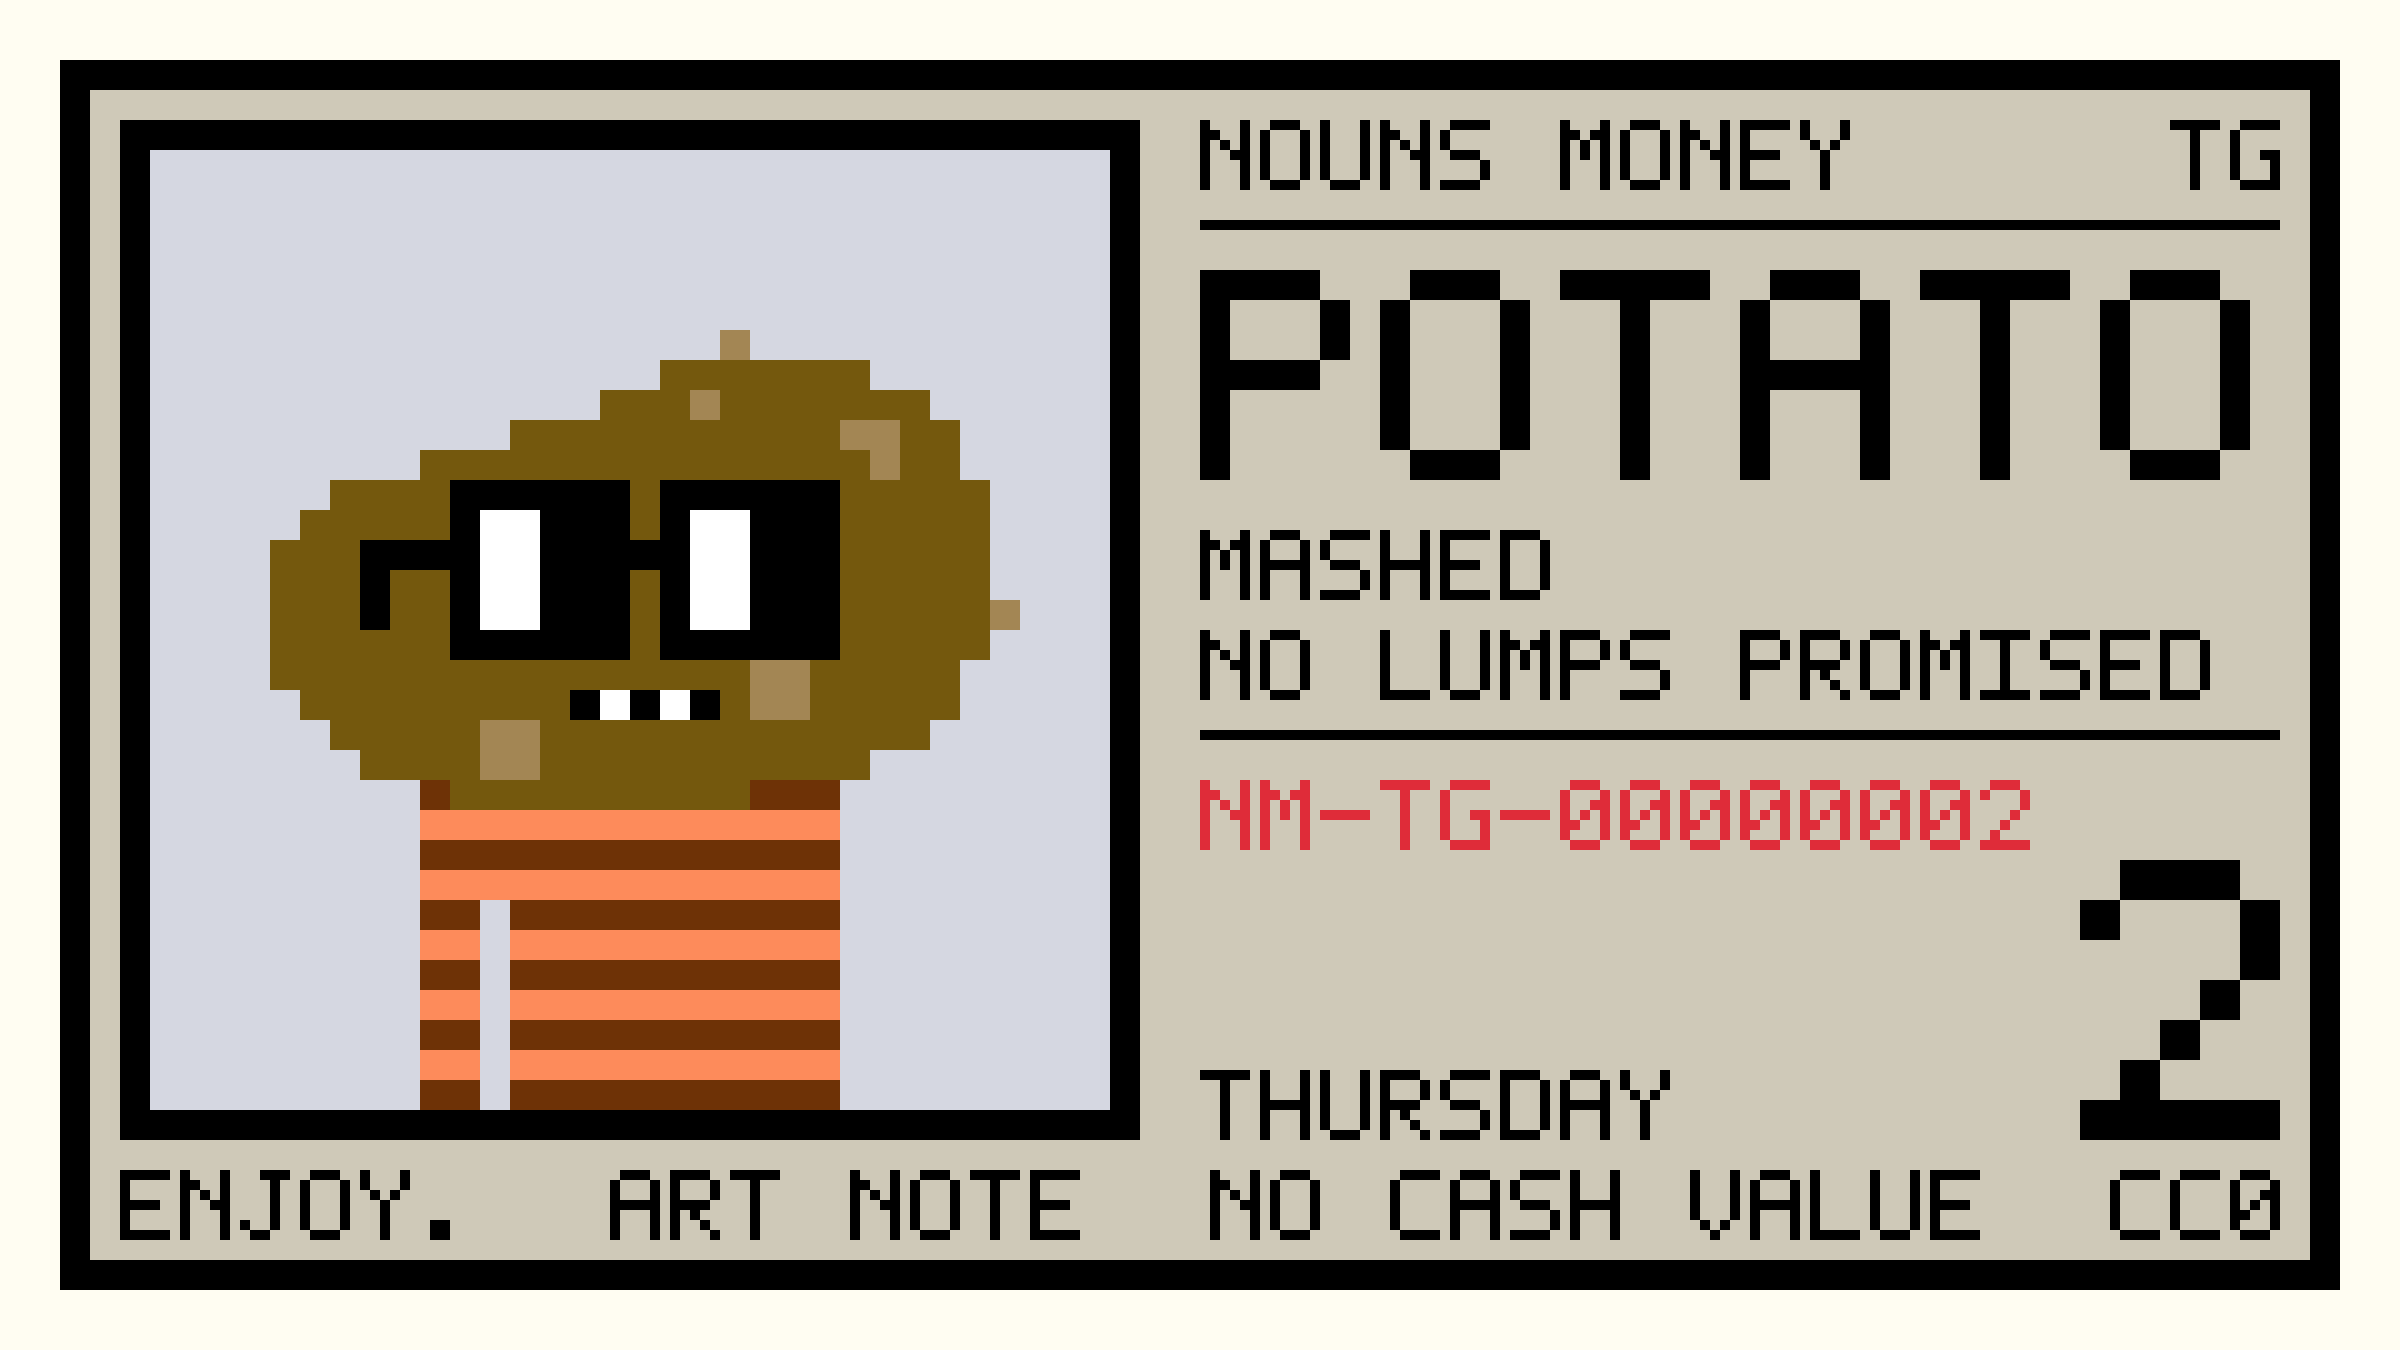 NOUNS MONEY TG
POTATO
MASHED
NO LUMPS PROMISED
NM-TG-00000002
2
THURSDAY
ENJOY. ART NOTE NO CASH VALUE CC0